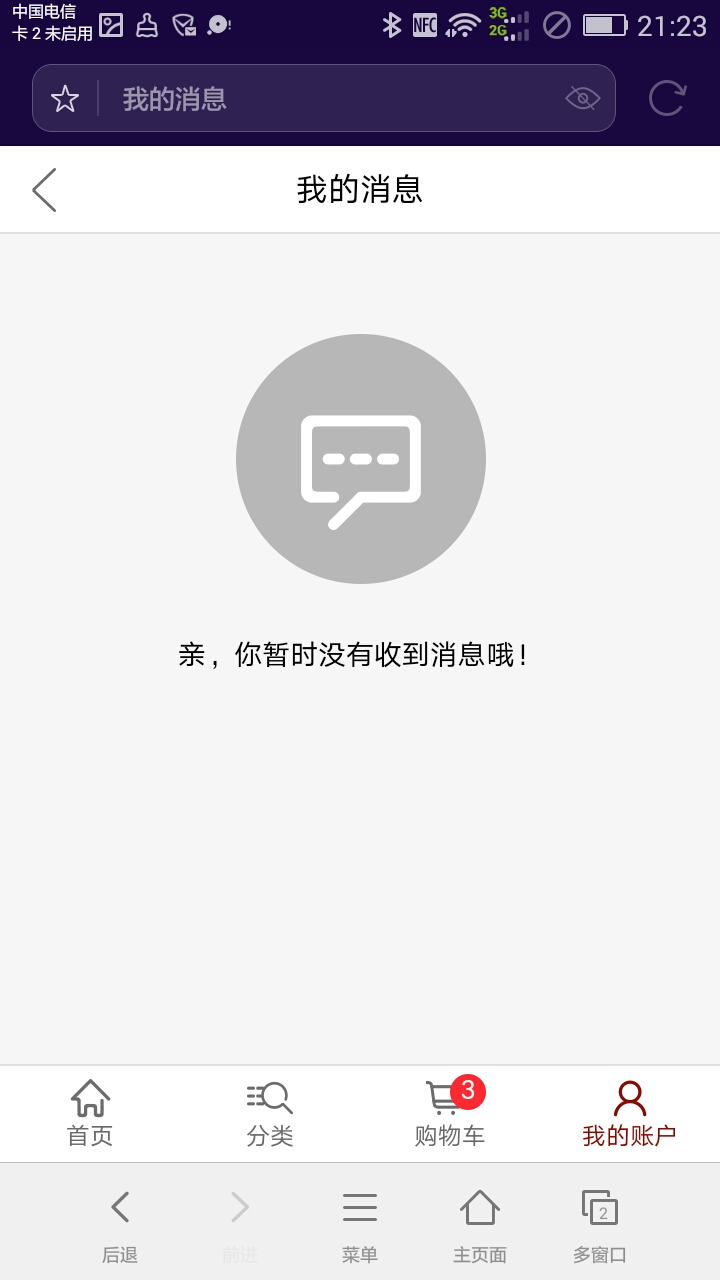 中国电信
卡 2 未启用
NFC
3G
2G
21:23
我的消息
我的消息
亲，你暂时没有收到消息哦！
3
首页
分类
购物车
我的账户
2
后退
前进
菜单
主页面
多窗口